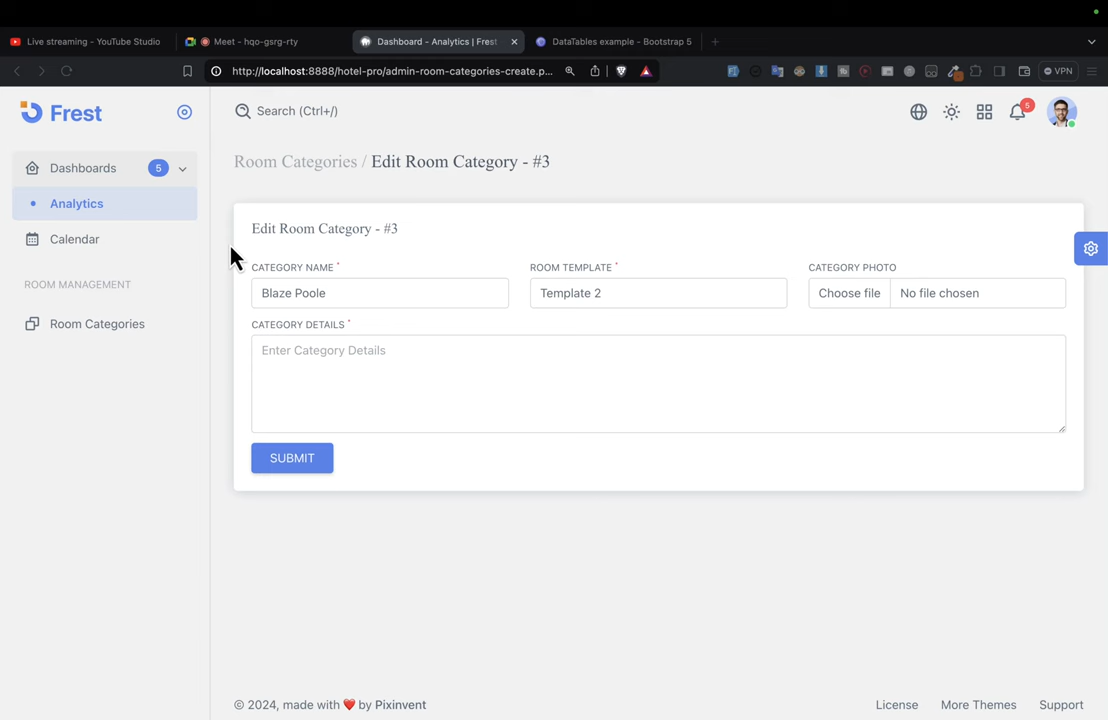 Live streaming - YouTube Studio
Meet - hqo-gsrg-rty
Dashboard - Analytics | Frest
DataTables example - Bootstrap 5
http://localhost:8888/hotel-pro/admin-room-categories-create.p...
VPN
Frest
Search (Ctrl+/)
5
Dashboards 5
Analytics
Calendar
ROOM MANAGEMENT
Room Categories
Room Categories / Edit Room Category - #3
Edit Room Category - #3
CATEGORY NAME * ROOM TEMPLATE * CATEGORY PHOTO
Blaze Poole Template 2 Choose file No file chosen
CATEGORY DETAILS *
Enter Category Details
SUBMIT
© 2024, made with ❤️ by Pixinvent
License More Themes Support